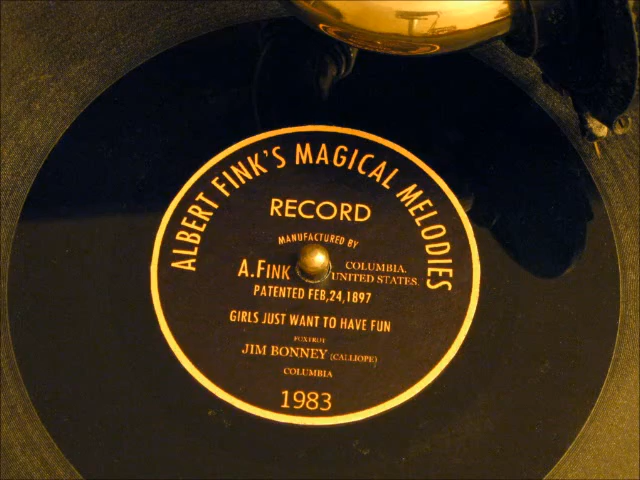 ALBERT FINK'S MAGICAL MELODIES
RECORD
MANUFACTURED BY
A.FINK COLUMBIA.
UNITED STATES.
PATENTED FEB,24,1897
GIRLS JUST WANT TO HAVE FUN
FOXTROT
JIM BONNEY (CALLIOPE)
COLUMBIA
1983